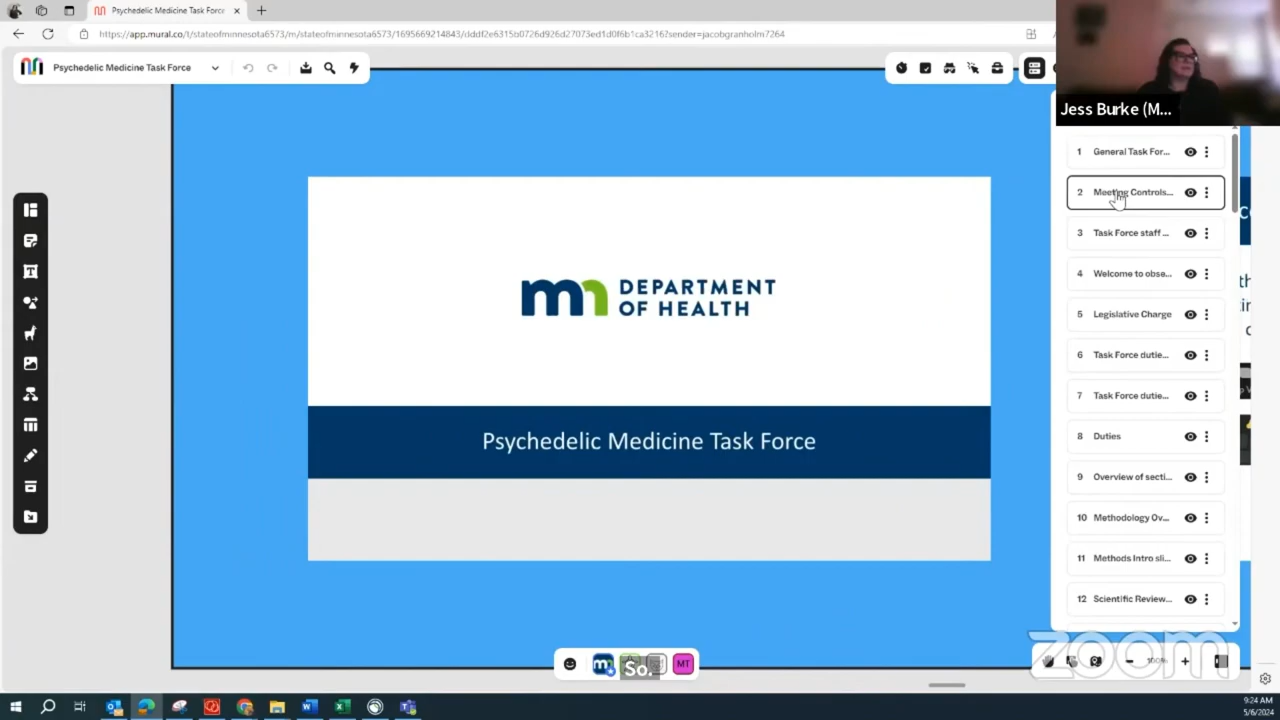 Psychedelic Medicine Task Force
https://app.mural.co/t/stateofminnesota6573/m/stateofminnesota6573/1695669214843/dddf2e6315b0726d926d27073ed1d0f6b1ca3216?sender=jacobgranholm7264
Psychedelic Medicine Task Force
Jess Burke (M...
1 General Task For...
2 Meeting Controls...
3 Task Force staff ...
4 Welcome to obse...
5 Legislative Charge
6 Task Force dutie...
7 Task Force dutie...
8 Duties
9 Overview of secti...
10 Methodology Ov...
11 Methods Intro sli...
12 Scientific Review...
mn DEPARTMENT
OF HEALTH
Psychedelic Medicine Task Force
So.
MT
zoom
100%
9:24 AM
5/6/2024